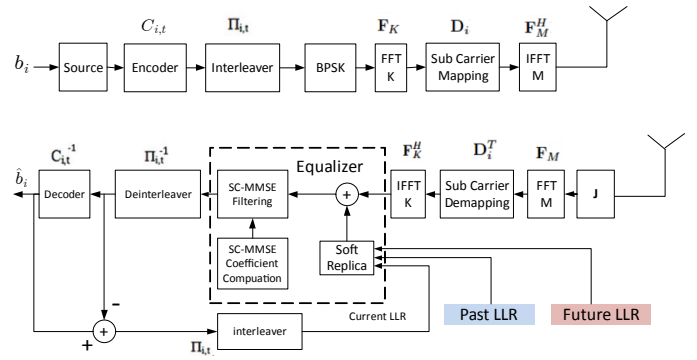 C_{i,t} Π_{i,t} F_K D_i F_M^H
b_i Source Encoder Interleaver BPSK FFT K Sub Carrier Mapping IFFT M
C_{i,t}^{-1} Π_{i,t}^{-1} Equalizer F_K^H D_i^T F_M
b̂_i Decoder Deinterleaver SC-MMSE Filtering + IFFT K Sub Carrier Demapping FFT M J
SC-MMSE Coefficient Compuation Soft Replica
-
+ + interleaver Current LLR Past LLR Future LLR
Π_{i,t}